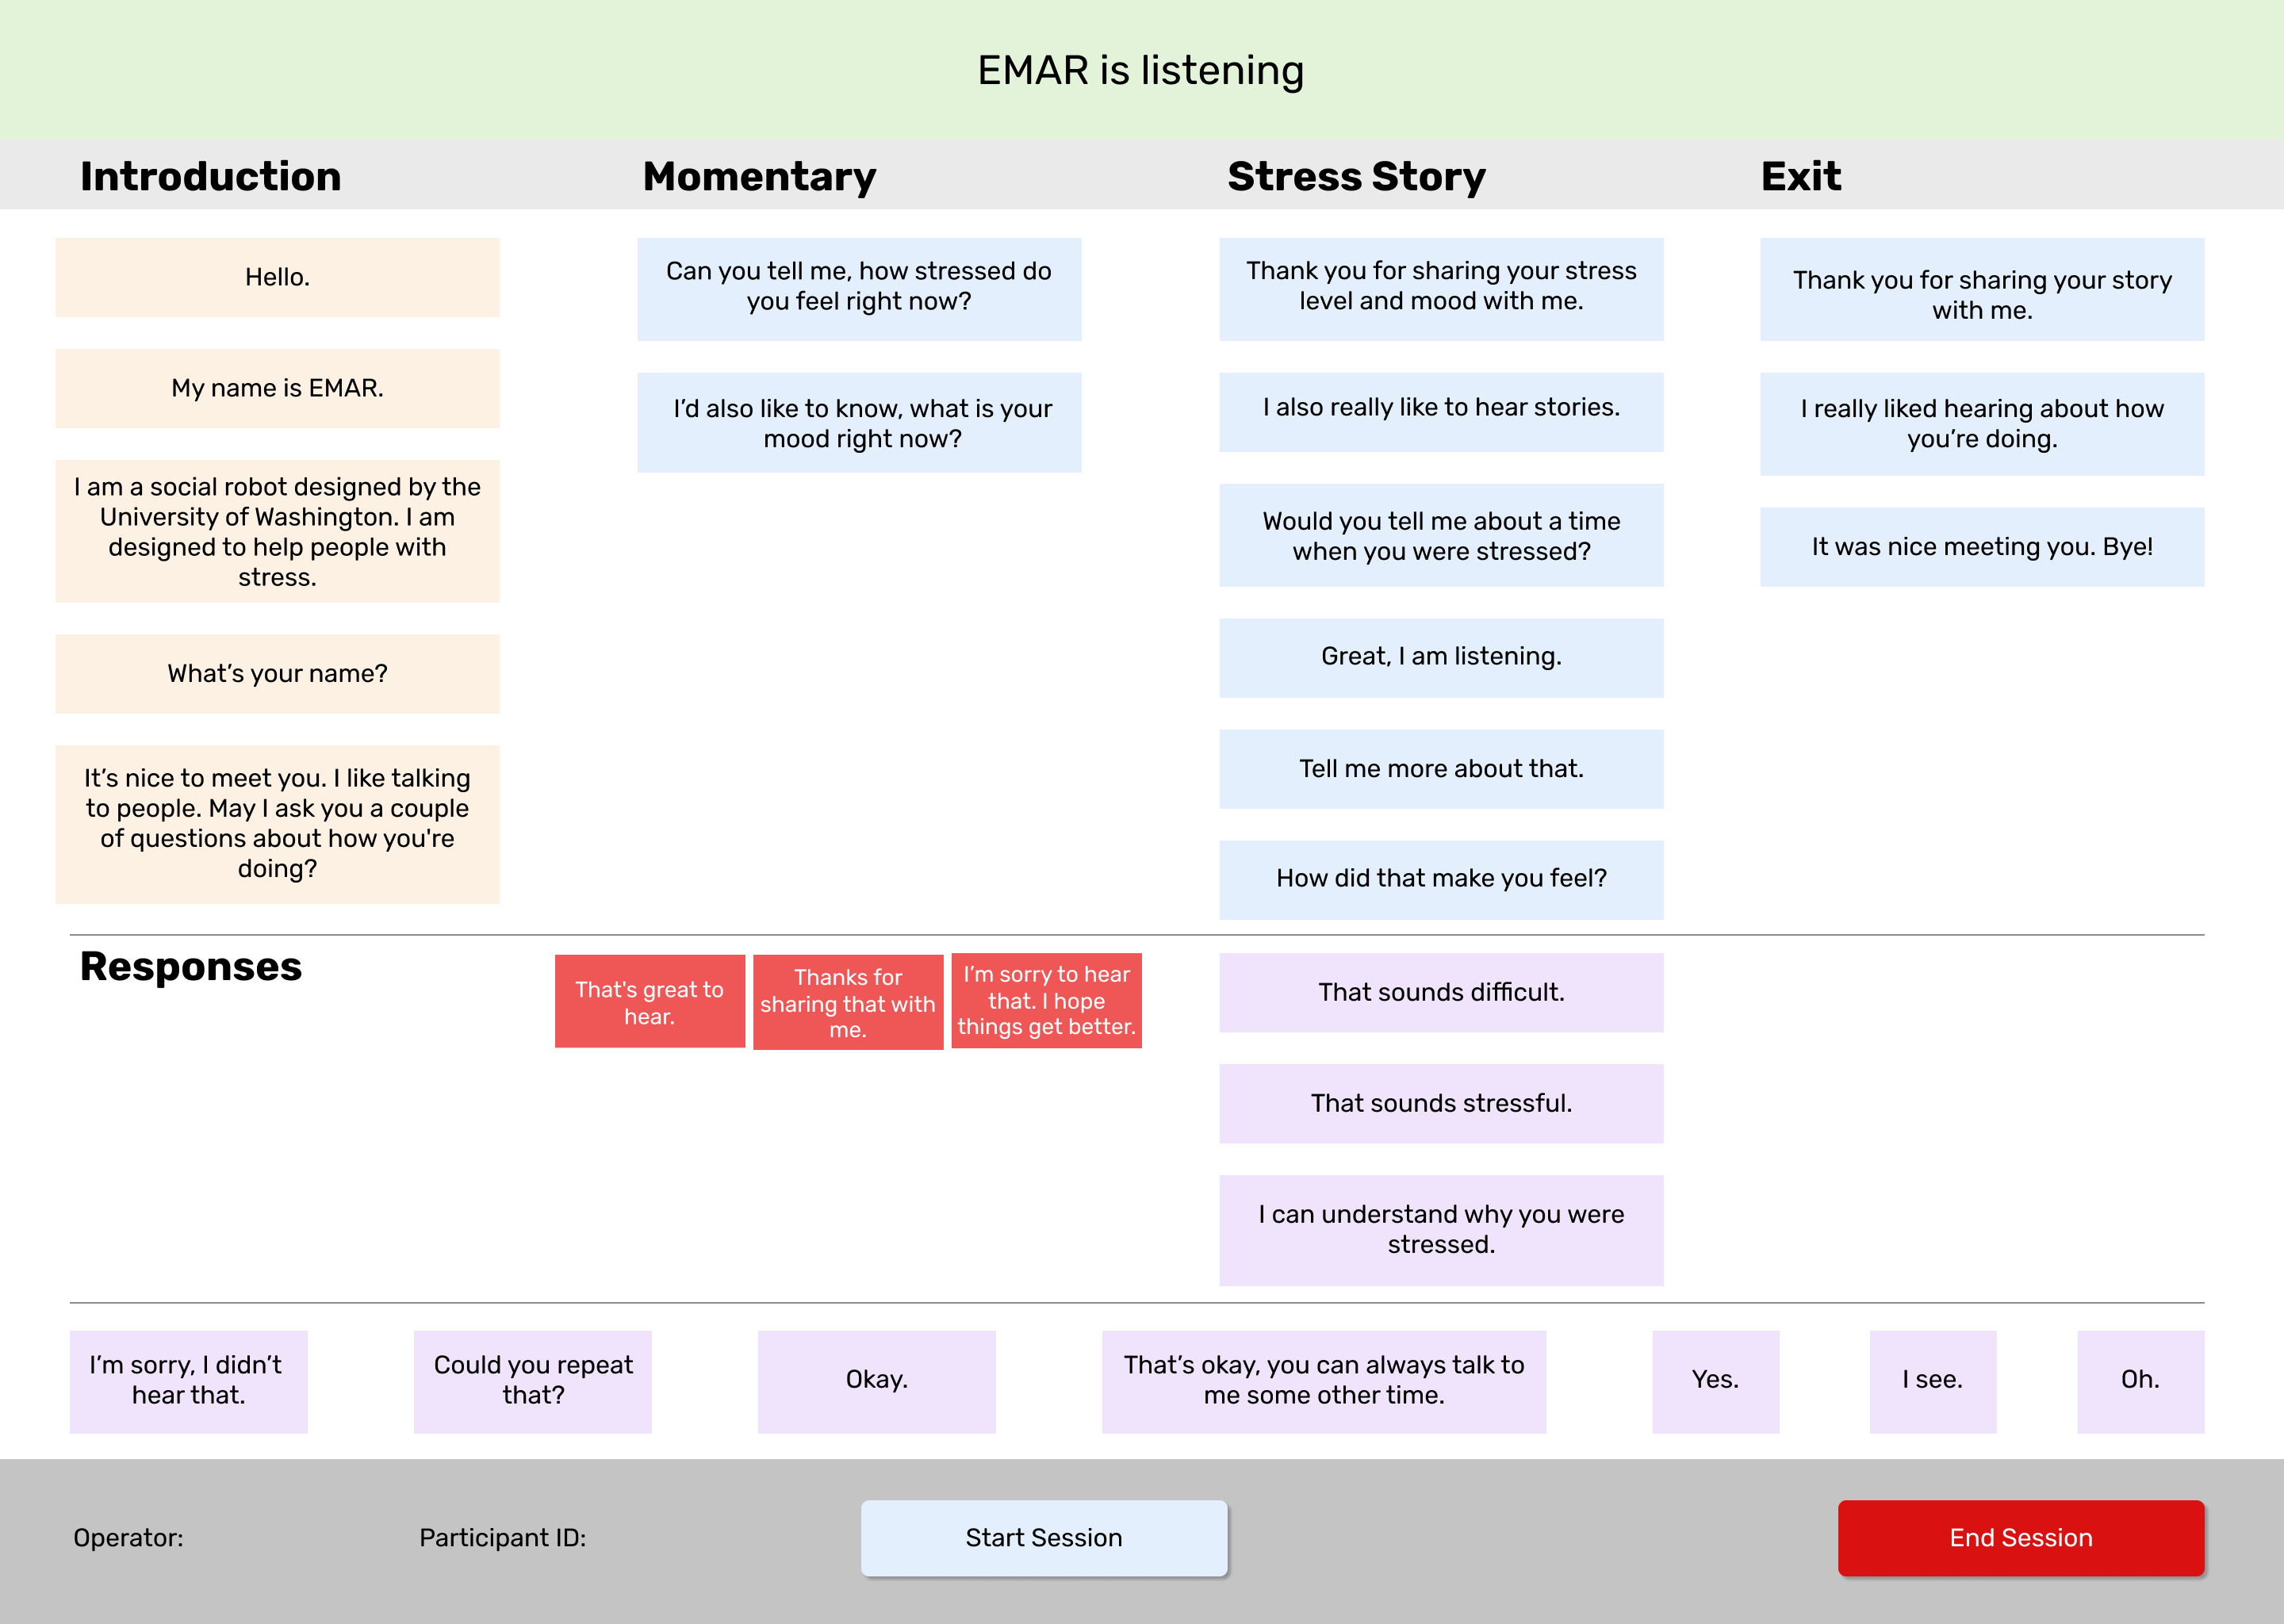 EMAR is listening
Introduction
Momentary
Stress Story
Exit
Hello.
My name is EMAR.
I am a social robot designed by the
University of Washington. I am
designed to help people with
stress.
What’s your name?
It’s nice to meet you. I like talking
to people. May I ask you a couple
of questions about how you're
doing?
Can you tell me, how stressed do
you feel right now?
I’d also like to know, what is your
mood right now?
Thank you for sharing your stress
level and mood with me.
I also really like to hear stories.
Would you tell me about a time
when you were stressed?
Great, I am listening.
Tell me more about that.
How did that make you feel?
Thank you for sharing your story
with me.
I really liked hearing about how
you’re doing.
It was nice meeting you. Bye!
Responses
That's great to
hear.
Thanks for
sharing that with
me.
I’m sorry to hear
that. I hope
things get better.
That sounds difficult.
That sounds stressful.
I can understand why you were
stressed.
I’m sorry, I didn’t
hear that.
Could you repeat
that?
Okay.
That’s okay, you can always talk to
me some other time.
Yes.
I see.
Oh.
Operator:
Participant ID:
Start Session
End Session